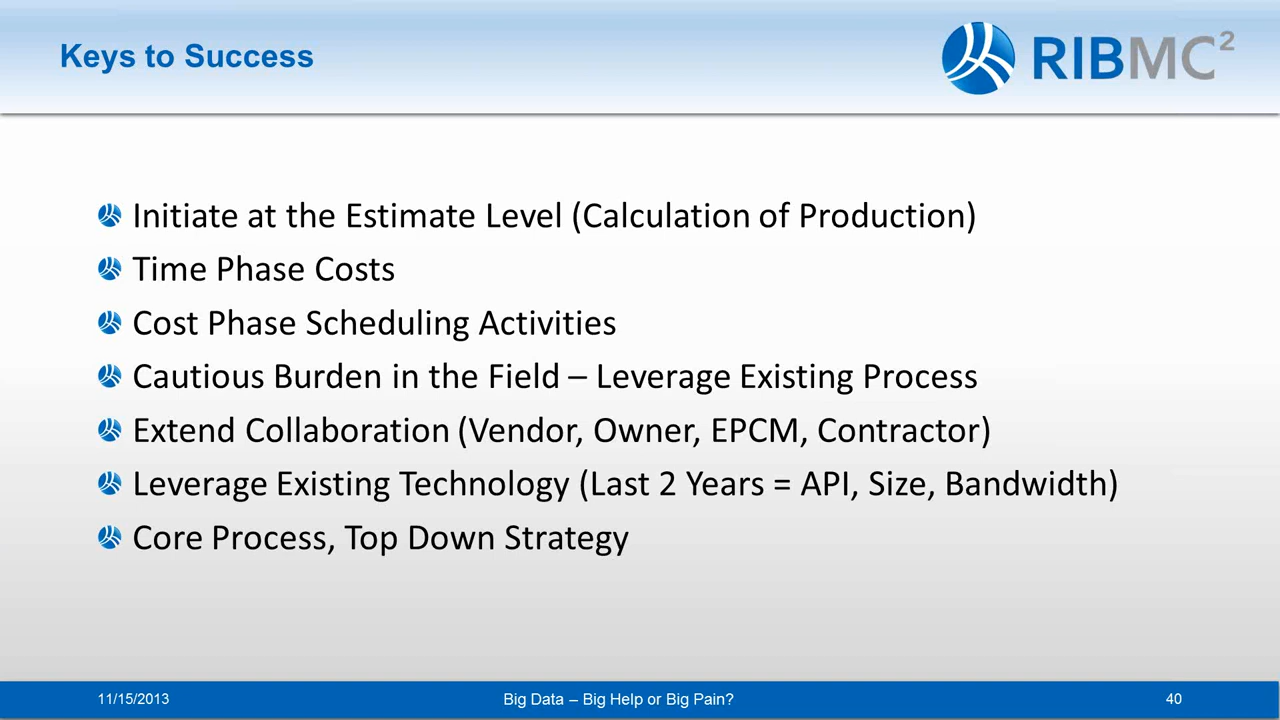 Keys to Success
RIBMC²
Initiate at the Estimate Level (Calculation of Production)
Time Phase Costs
Cost Phase Scheduling Activities
Cautious Burden in the Field – Leverage Existing Process
Extend Collaboration (Vendor, Owner, EPCM, Contractor)
Leverage Existing Technology (Last 2 Years = API, Size, Bandwidth)
Core Process, Top Down Strategy
11/15/2013
Big Data – Big Help or Big Pain?
40